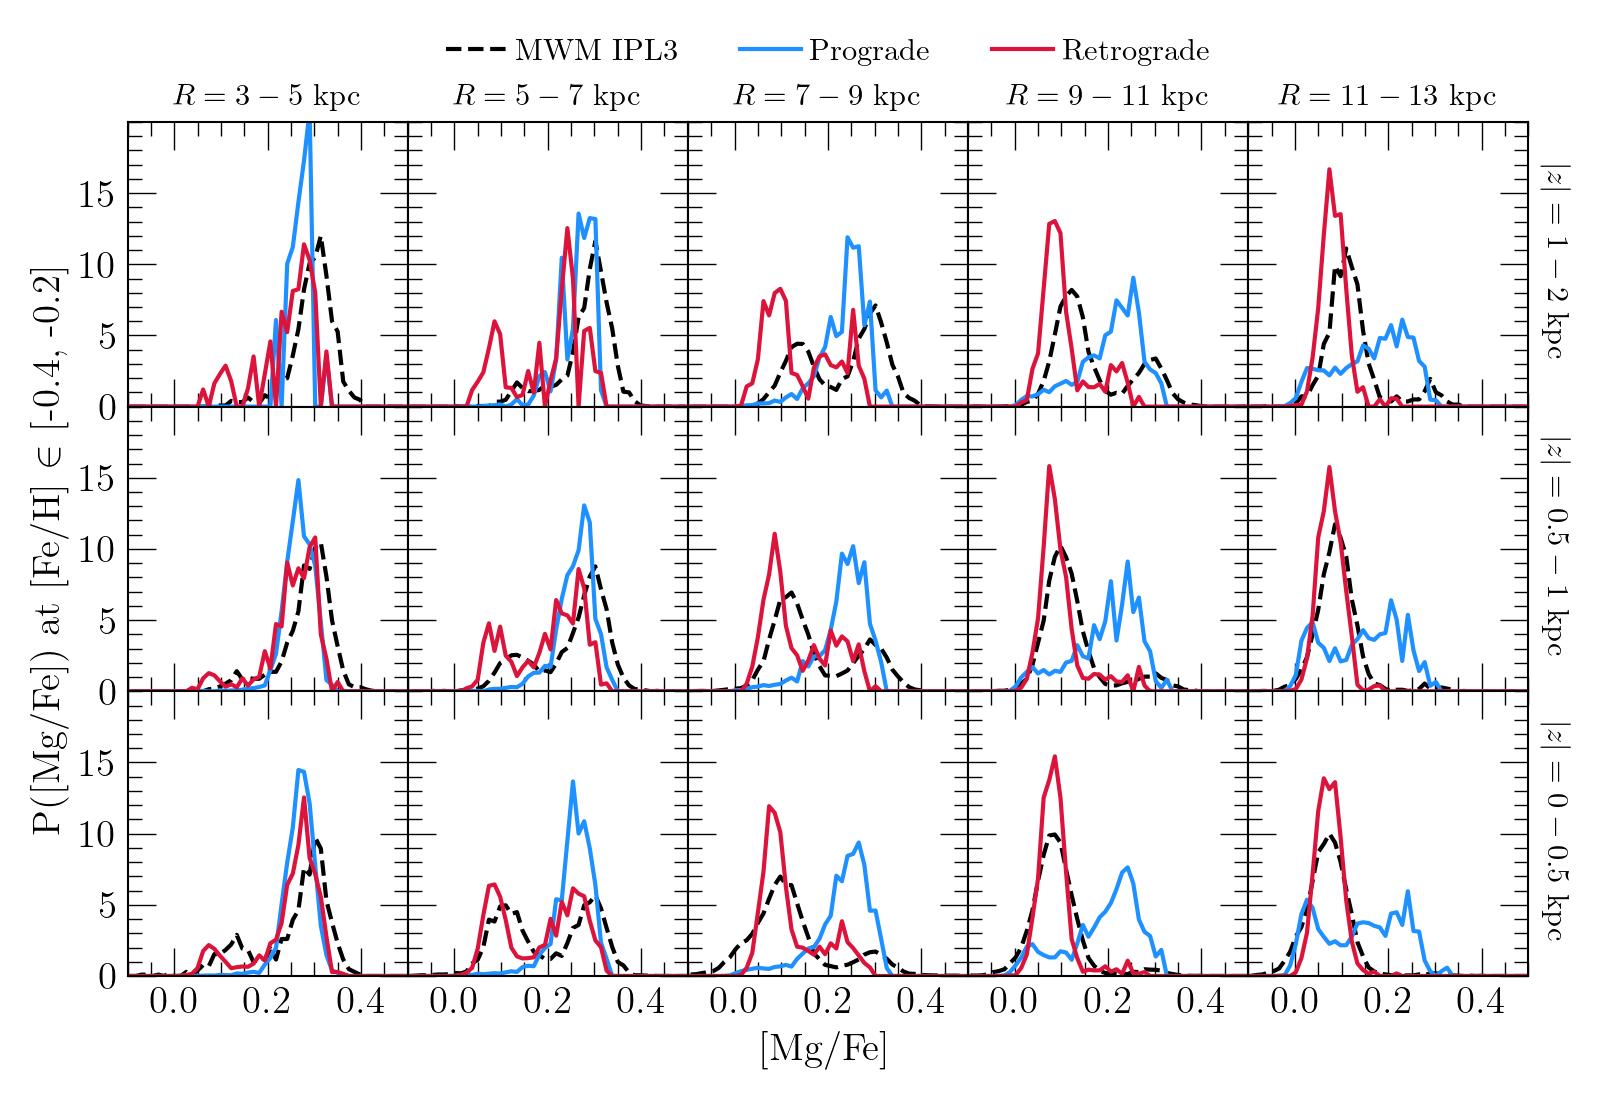 MWM IPL3 Prograde Retrograde
R = 3 − 5 kpc R = 5 − 7 kpc R = 7 − 9 kpc R = 9 − 11 kpc R = 11 − 13 kpc
P([Mg/Fe]) at [Fe/H] ∈ [-0.4, -0.2]
15
10
5
0
|z| = 1 − 2 kpc
15
10
5
0
|z| = 0.5 − 1 kpc
15
10
5
0
|z| = 0 − 0.5 kpc
0.0 0.2 0.4 0.0 0.2 0.4 0.0 0.2 0.4 0.0 0.2 0.4 0.0 0.2 0.4
[Mg/Fe]